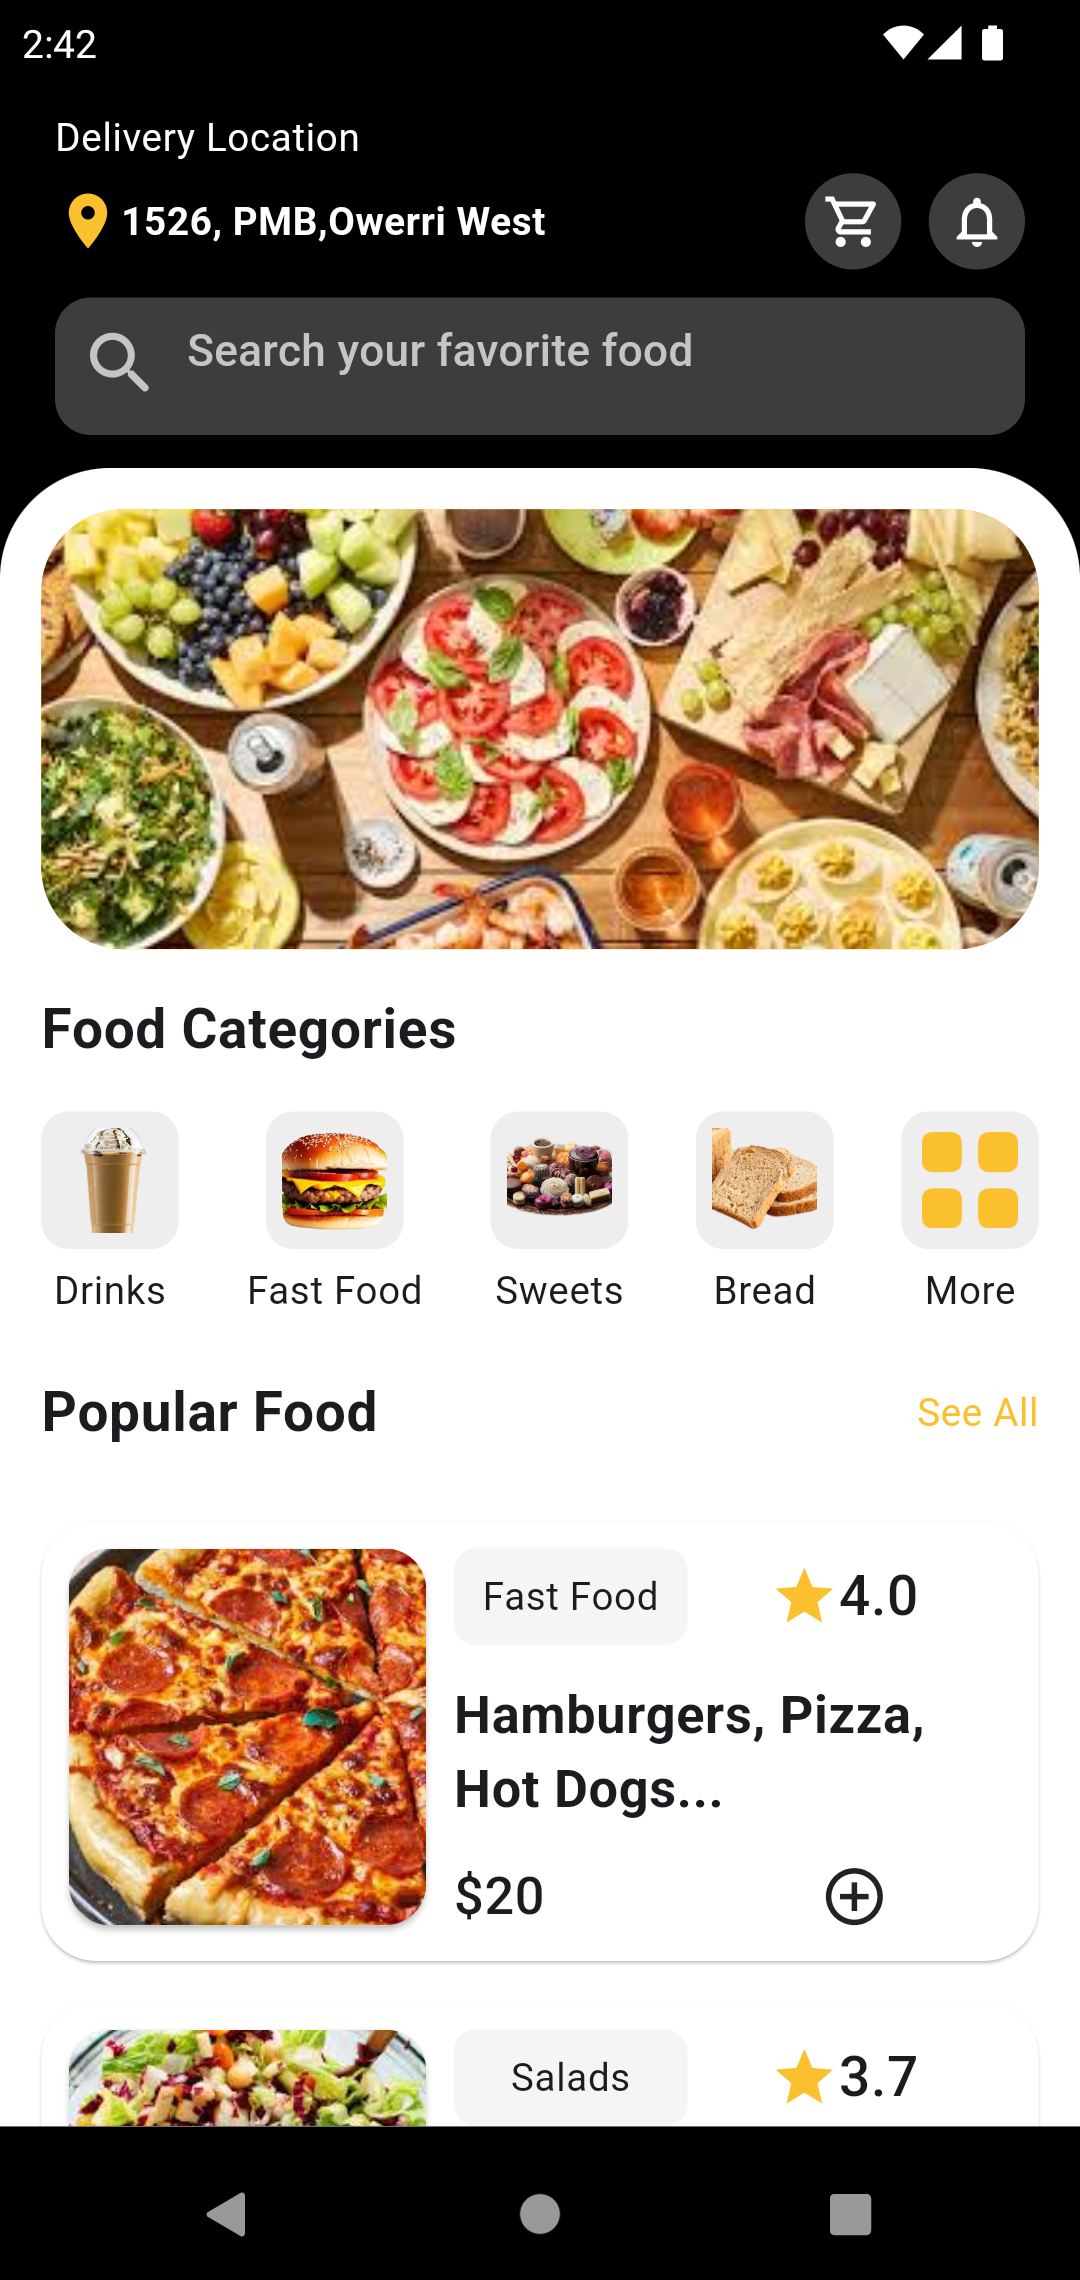 2:42
Delivery Location
1526, PMB,Owerri West
Search your favorite food
Food Categories
Drinks
Fast Food
Sweets
Bread
More
Popular Food
See All
Fast Food
4.0
Hamburgers, Pizza,
Hot Dogs...
$20
Salads
3.7